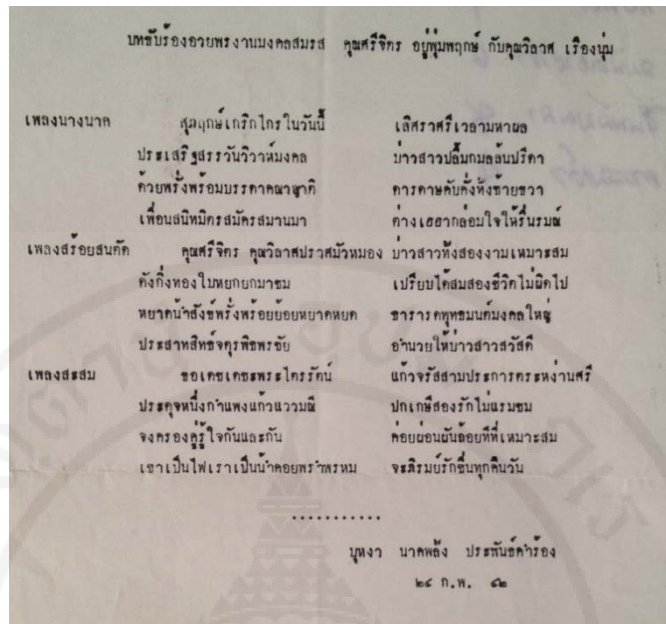 บทขับร้องอวยพรงานมงคลสมรส คุณศรีจิตร อยู่พุ่มพฤกษ์ กับคุณวิลาศ เรืองนุ่ม
เพลงนางนาค สุภฤกษ์เกริกไกรในวันนี้ เลิศราศรีเวลามหาผล
ประเสริฐสรรวันวิวาห์มงคล บ่าวสาวปลื้มกมลล้นปรีดา
ด้วยพรั่งพร้อมบรรดาคณาญาติ ดารดาษคับคั่งทั้งซ้ายขวา
เพื่อนสนิทมิตรสมัครสมานมา ต่างเฮฮากล่อมใจให้รื่นรมณ์
เพลงสร้อยสนตัด คุณศรีจิตร คุณวิลาศปราศมัวหมอง บ่าวสาวทั้งสองงามเหมาะสม
ดังกิ่งทองใบหยกยกมาชม เปรียบได้สมสองชีวิตไม่ผิดไป
หยาดน้ำสังข์พรั่งพร้อยย้อยหยาดหยด ธารารดพุทธมนต์มงคลใหญ่
ประสาทสิทธิ์จตุรพิธพรชัย อำนวยให้บ่าวสาวสวัสดี
เพลงสะสม ขอเดชเดชะพระไตรรัตน์ แก้วจรัสสามประการตระหง่านศรี
ประดุจหนึ่งกำแพงแก้วแววมณี ปกเกษีสองรักไม่แรมขม
จงครองคู่รู้ใจกันและกัน ค่อยผ่อนผันถ้อยทีที่เหมาะสม
เขาเป็นไฟเราเป็นน้ำคอยพรำพรหม จะภิรมย์รักชื่นทุกคืนวัน
...........
บุหงา นาคพลั้ง ประพันธ์คำร้อง
๒๔ ก.พ. ๔๒